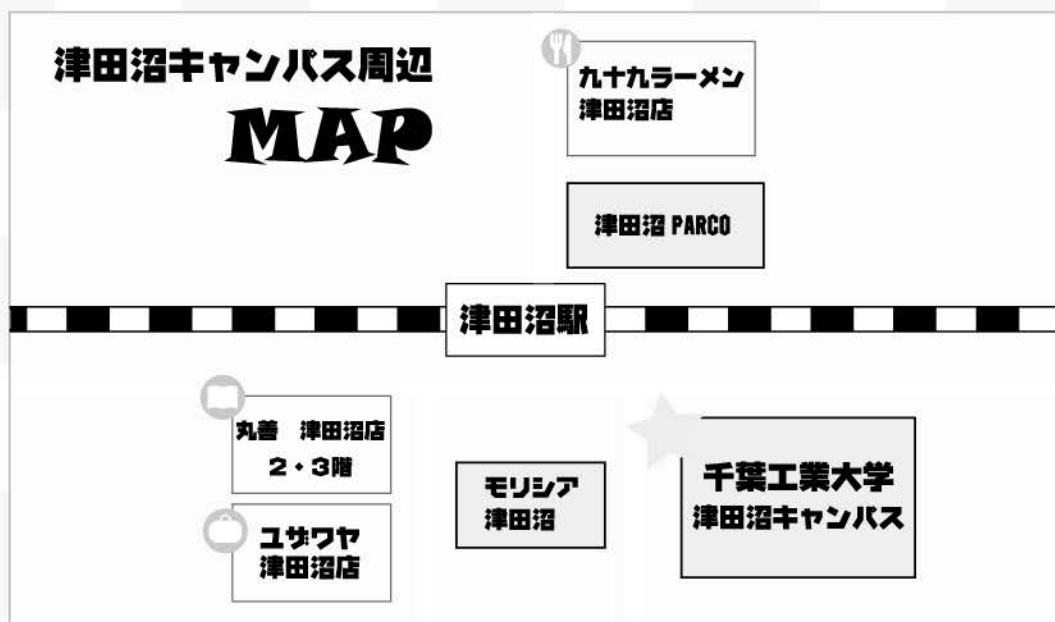 津田沼キャンパス周辺
MAP
九十九ラーメン
津田沼店
津田沼 PARCO
津田沼駅
丸善 津田沼店
2・3階
ユザワヤ
津田沼店
モリシア
津田沼
千葉工業大学
津田沼キャンパス